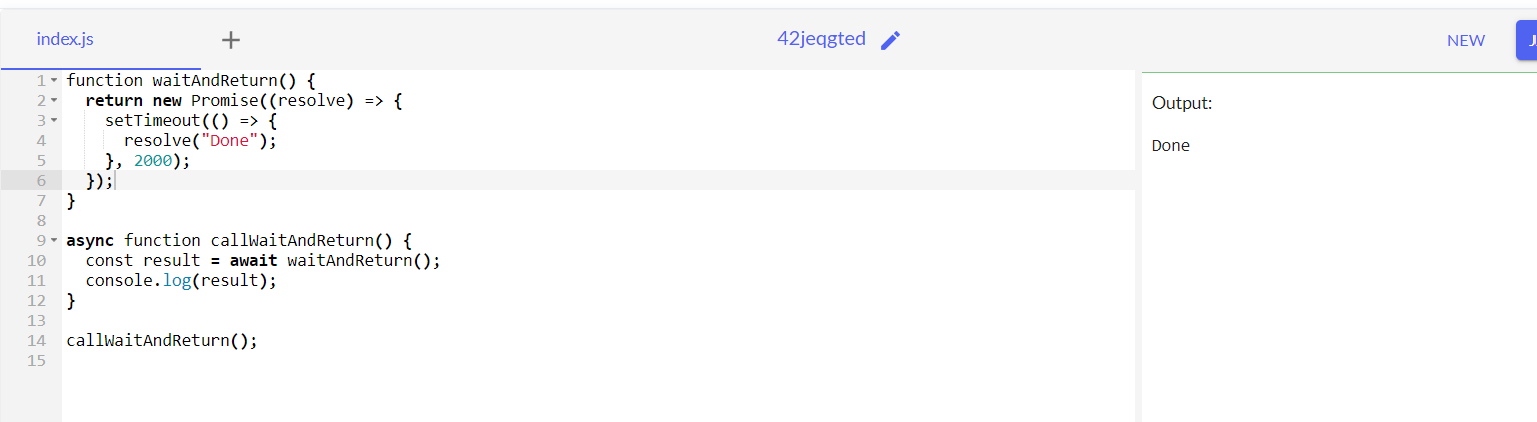 index.js + 42jeqgted NEW
1 function waitAndReturn() {
2   return new Promise((resolve) => {
3     setTimeout(() => {
4       resolve("Done");
5     }, 2000);
6   });
7 }
8
9 async function callWaitAndReturn() {
10   const result = await waitAndReturn();
11   console.log(result);
12 }
13
14 callWaitAndReturn();
15
Output:
Done